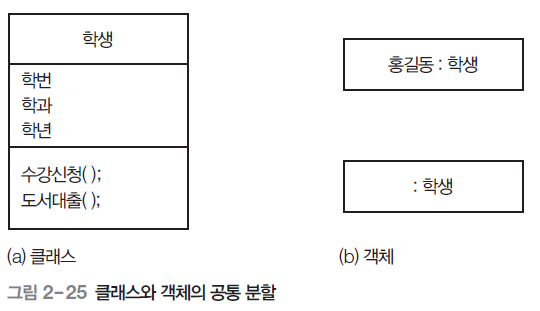 학생
학번
학과
학년
수강신청( );
도서대출( );
홍길동 : 학생
: 학생
(a) 클래스
(b) 객체
그림 2-25 클래스와 객체의 공통 분할